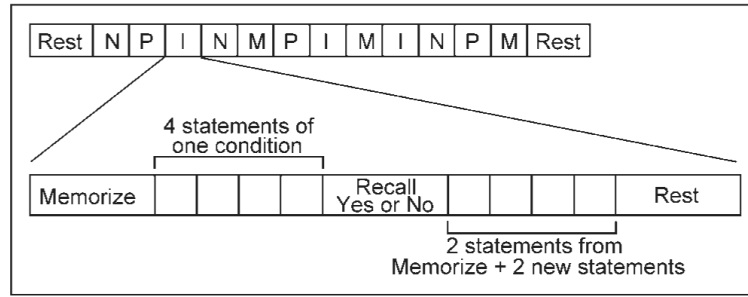 Rest N P I N M P I M I N P M Rest
4 statements of
one condition
Memorize
Recall
Yes or No
Rest
2 statements from
Memorize + 2 new statements